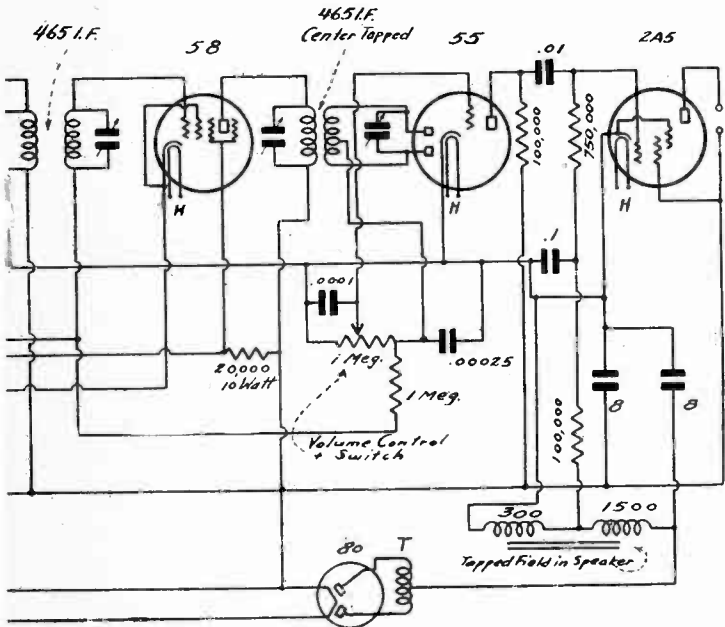 465 I.F.
58
465 I.F.
Center Tapped
55
.01
2A5
100,000
750,000
H
H
H
.1
.0001
1 Meg.
.00025
20,000
10 Watt
1 Meg.
8
8
Volume Control
+ Switch
100,000
300
1500
80
T
Tapped Field in Speaker